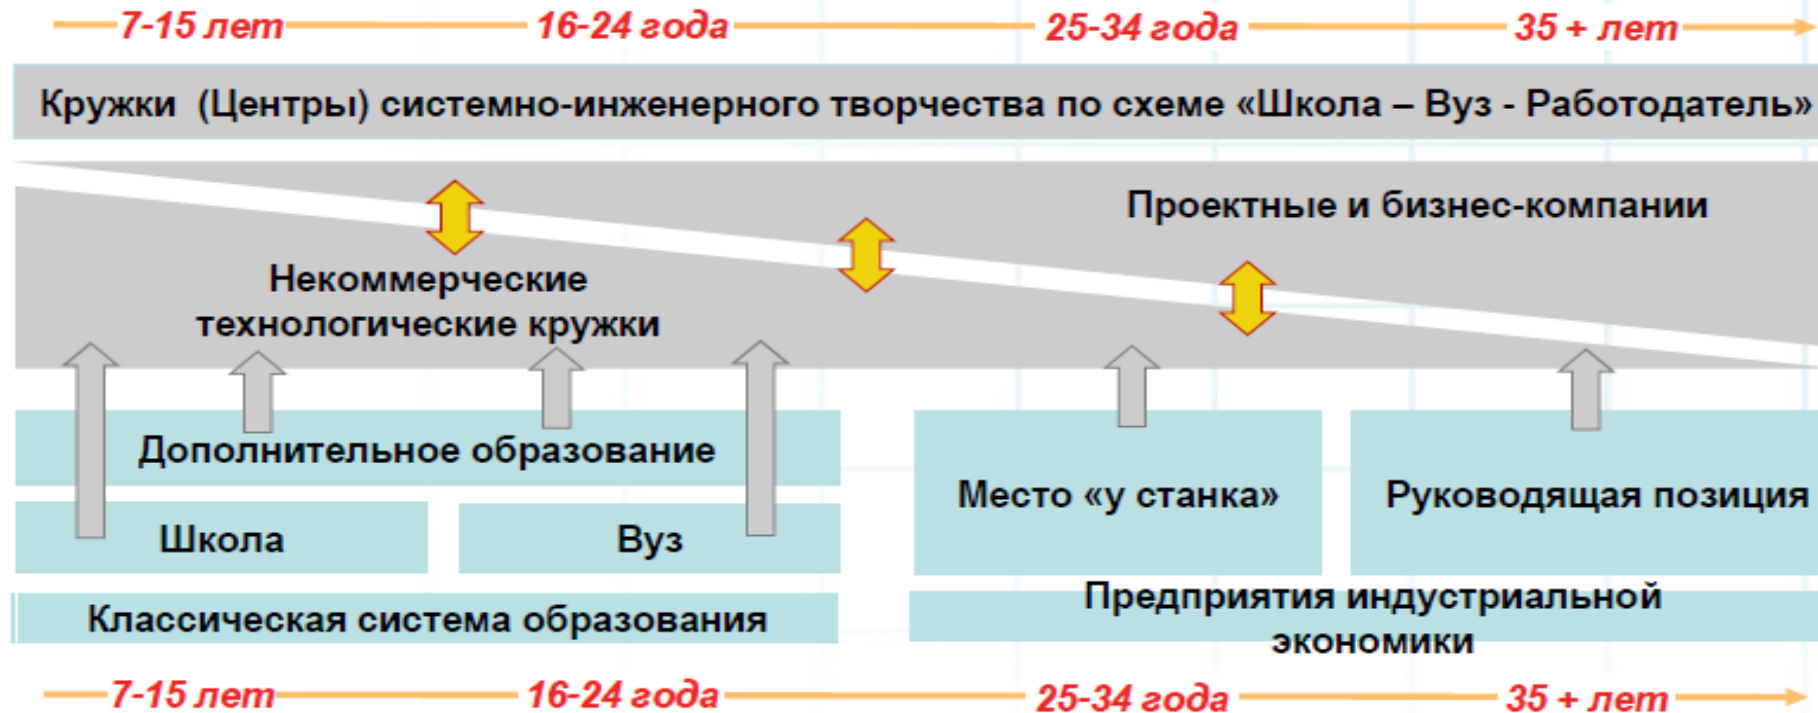 7-15 лет 16-24 года 25-34 года 35 + лет
Кружки (Центры) системно-инженерного творчества по схеме «Школа – Вуз - Работодатель»
Проектные и бизнес-компании
Некоммерческие
технологические кружки
Дополнительное образование
Место «у станка» Руководящая позиция
Школа Вуз
Классическая система образования
Предприятия индустриальной
экономики
7-15 лет 16-24 года 25-34 года 35 + лет